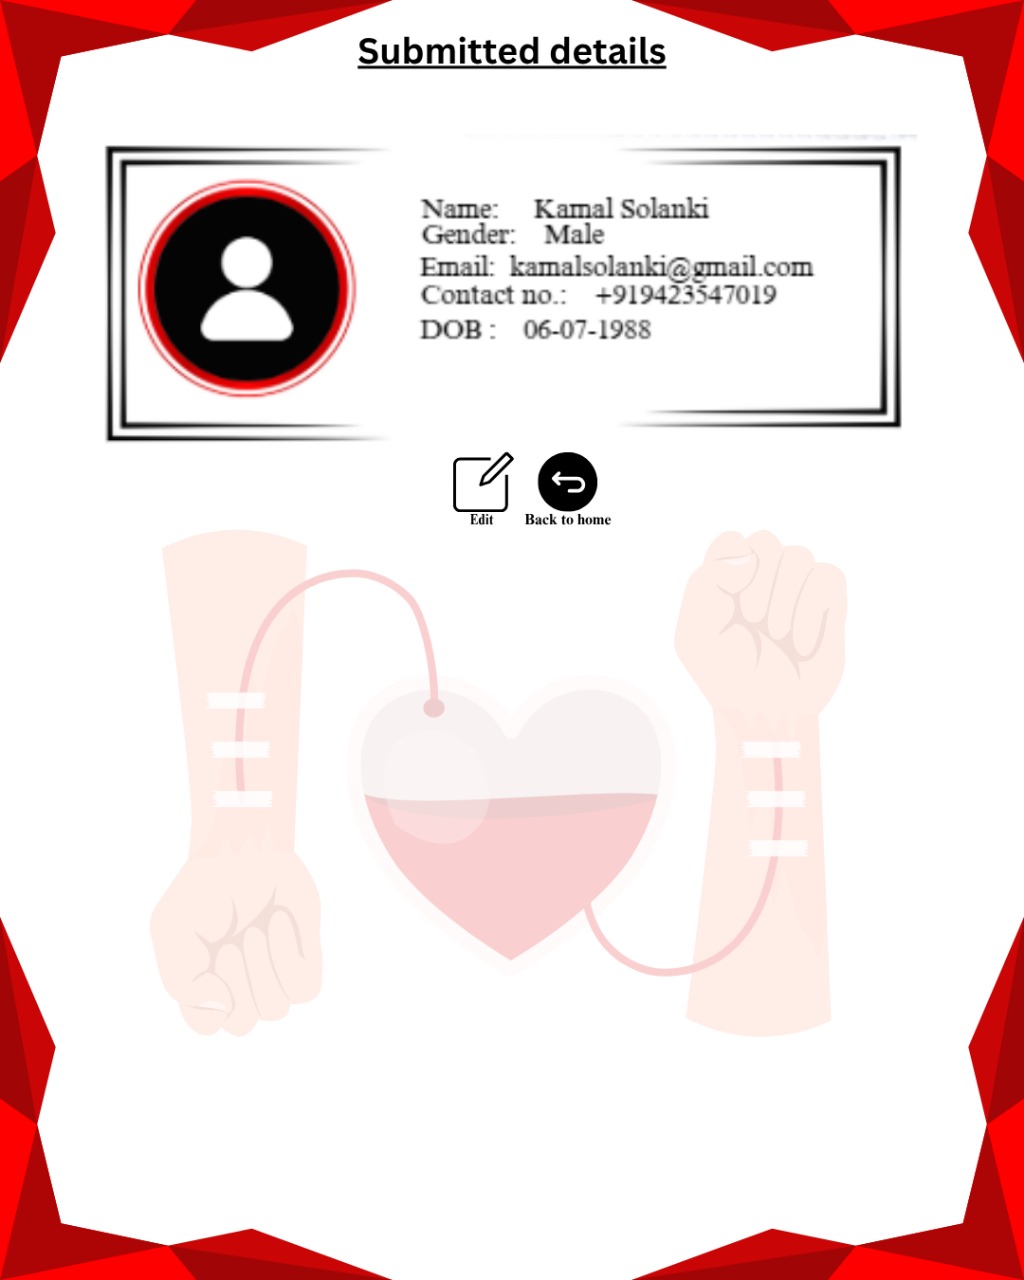 Submitted details
Name: Kamal Solanki
Gender: Male
Email: kamalsolanki@gmail.com
Contact no.: +919423547019
DOB : 06-07-1988
Edit
Back to home